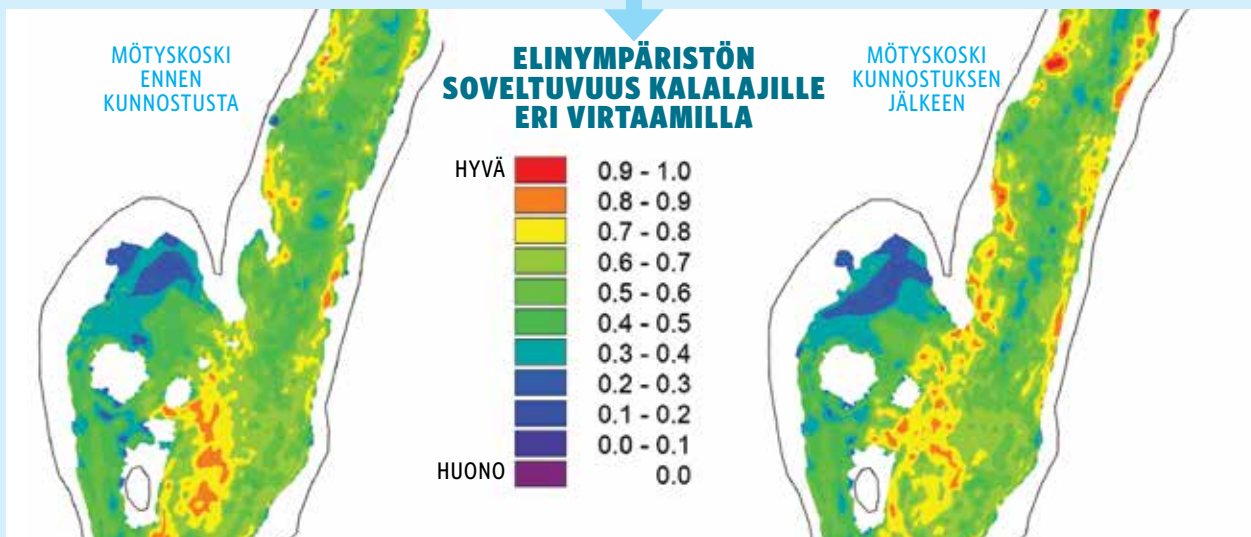 MÖTYSKOSKI
ENNEN
KUNNOSTUSTA
ELINYMPÄRISTÖN
SOVELTUVUUS KALALAJILLE
ERI VIRTAAMILLA
MÖTYSKOSKI
KUNNOSTUKSEN
JÄLKEEN
HYVÄ 0.9 - 1.0
0.8 - 0.9
0.7 - 0.8
0.6 - 0.7
0.5 - 0.6
0.4 - 0.5
0.3 - 0.4
0.2 - 0.3
0.1 - 0.2
0.0 - 0.1
HUONO 0.0